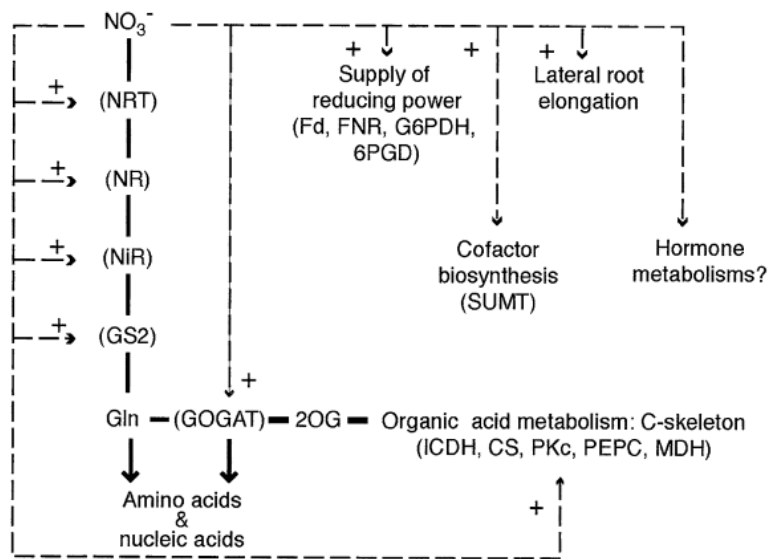 NO₃⁻
+
(NRT)
+
(NR)
+
(NiR)
+
(GS2)
+
Supply of
reducing power
(Fd, FNR, G6PDH,
6PGD)
+
Cofactor
biosynthesis
(SUMT)
+
Lateral root
elongation
Hormone
metabolisms?
+
Gln (GOGAT) 2OG Organic acid metabolism: C-skeleton
(ICDH, CS, PKc, PEPC, MDH)
+
Amino acids
&
nucleic acids